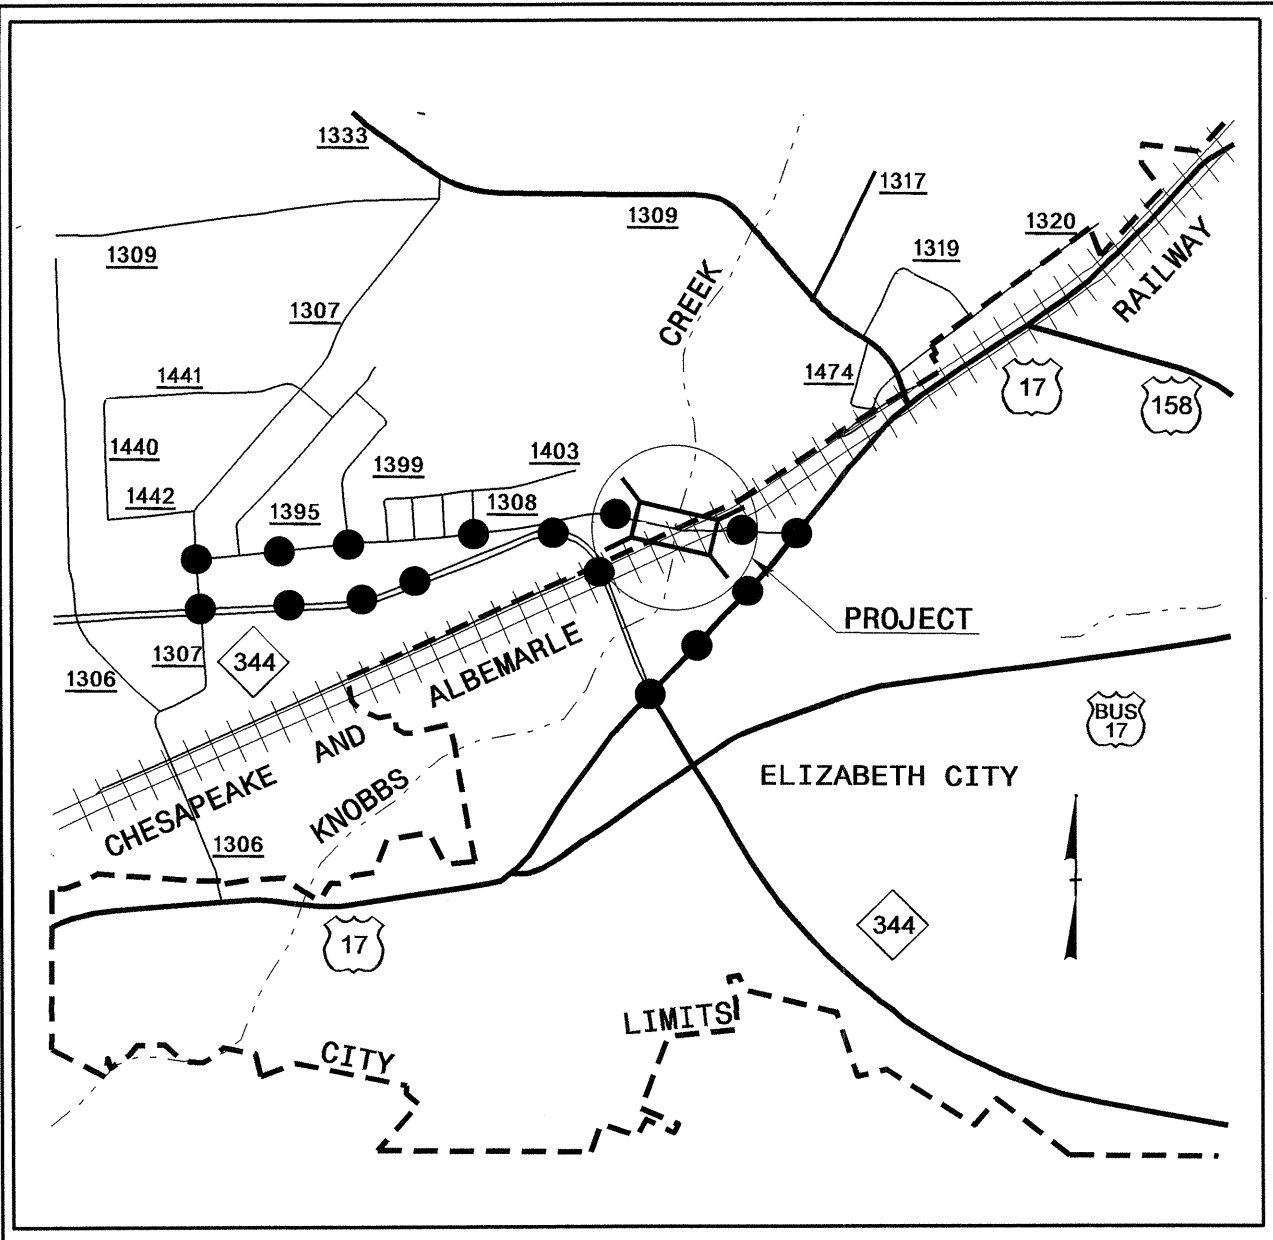 1333
1317
1309
1320
1319
1309
RAILWAY
CREEK
1307
1474
1441
17
158
1440
1403
1399
1442
1395
1308
PROJECT
1307
344
1306
ALBEMARLE
BUS
17
AND
CHESAPEAKE
ELIZABETH CITY
KNOBBS
1306
17
344
LIMITS
CITY